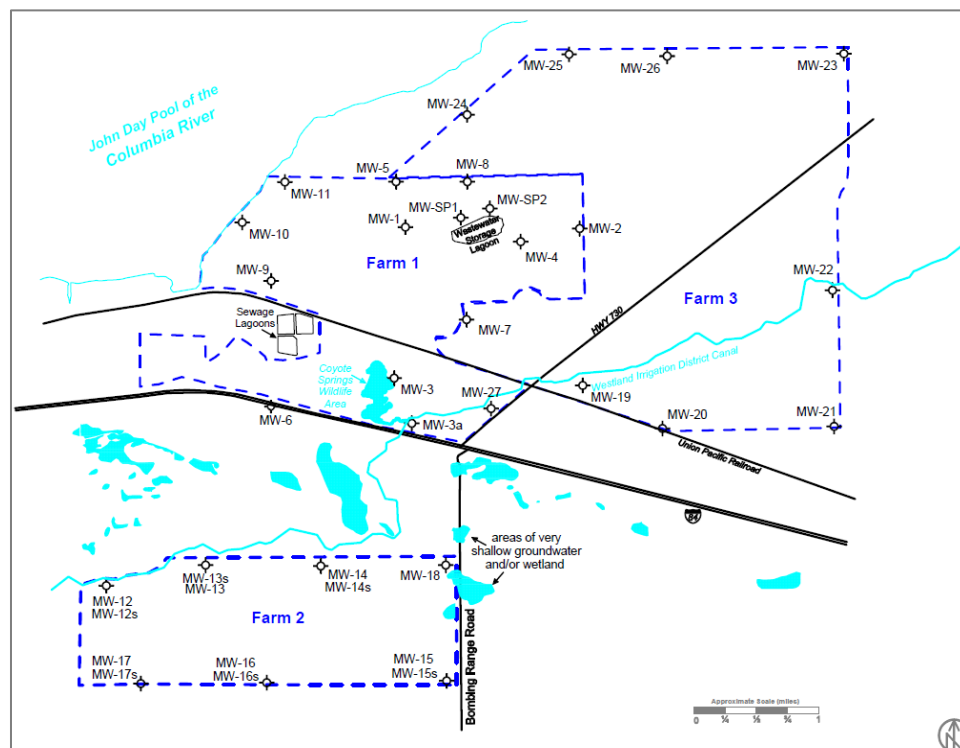 MW-25
MW-26
MW-23
MW-24
John Day Pool of the
Columbia River
MW-5
MW-8
MW-11
MW-SP1
MW-SP2
MW-1
MW-10
Wastewater
Storage
Lagoon
MW-2
MW-4
Farm 1
MW-9
MW-22
Farm 3
Sewage
Lagoons
MW-7
HWY 730
Coyote
Springs
Wildlife
Area
MW-3
Westland Irrigation District Canal
MW-19
MW-27
MW-6
MW-3a
MW-20
MW-21
Union Pacific Railroad
84
areas of very
shallow groundwater
and/or wetland
MW-13s
MW-13
MW-14
MW-14s
MW-18
MW-12
MW-12s
Farm 2
MW-17
MW-17s
MW-16
MW-16s
MW-15
MW-15s
Bombing Range Road
Approximate Scale (miles)
0 ¼ ½ ¾ 1
N